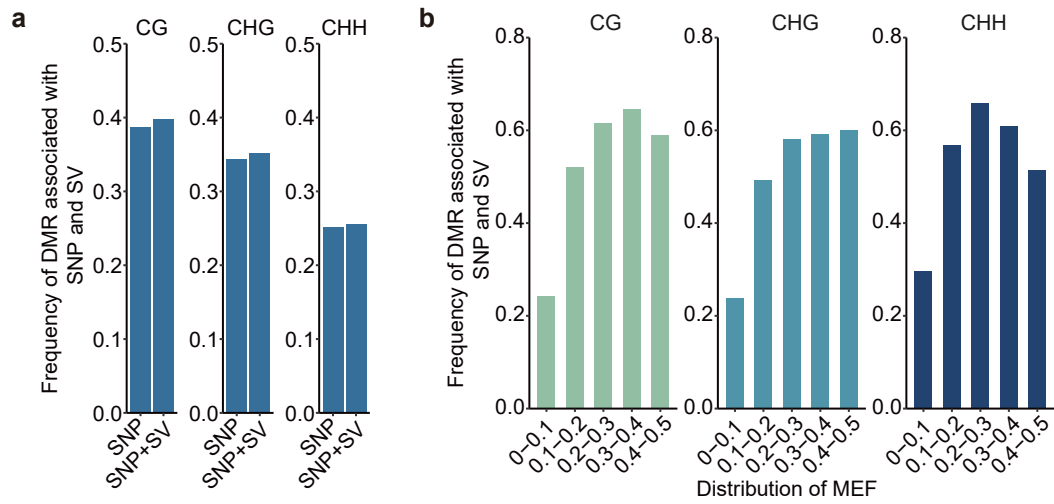 a
Frequency of DMR associated with
SNP and SV
CG
0.5
0.4
0.3
0.2
0.1
0.0
SNP
SNP+SV
CHG
0.5
0.4
0.3
0.2
0.1
0.0
SNP
SNP+SV
CHH
0.5
0.4
0.3
0.2
0.1
0.0
SNP
SNP+SV
b
Frequency of DMR associated with
SNP and SV
CG
0.8
0.6
0.4
0.2
0.0
0−0.1
0.1−0.2
0.2−0.3
0.3−0.4
0.4−0.5
CHG
0.8
0.6
0.4
0.2
0.0
0−0.1
0.1−0.2
0.2−0.3
0.3−0.4
0.4−0.5
CHH
0.8
0.6
0.4
0.2
0.0
0−0.1
0.1−0.2
0.2−0.3
0.3−0.4
0.4−0.5
Distribution of MEF